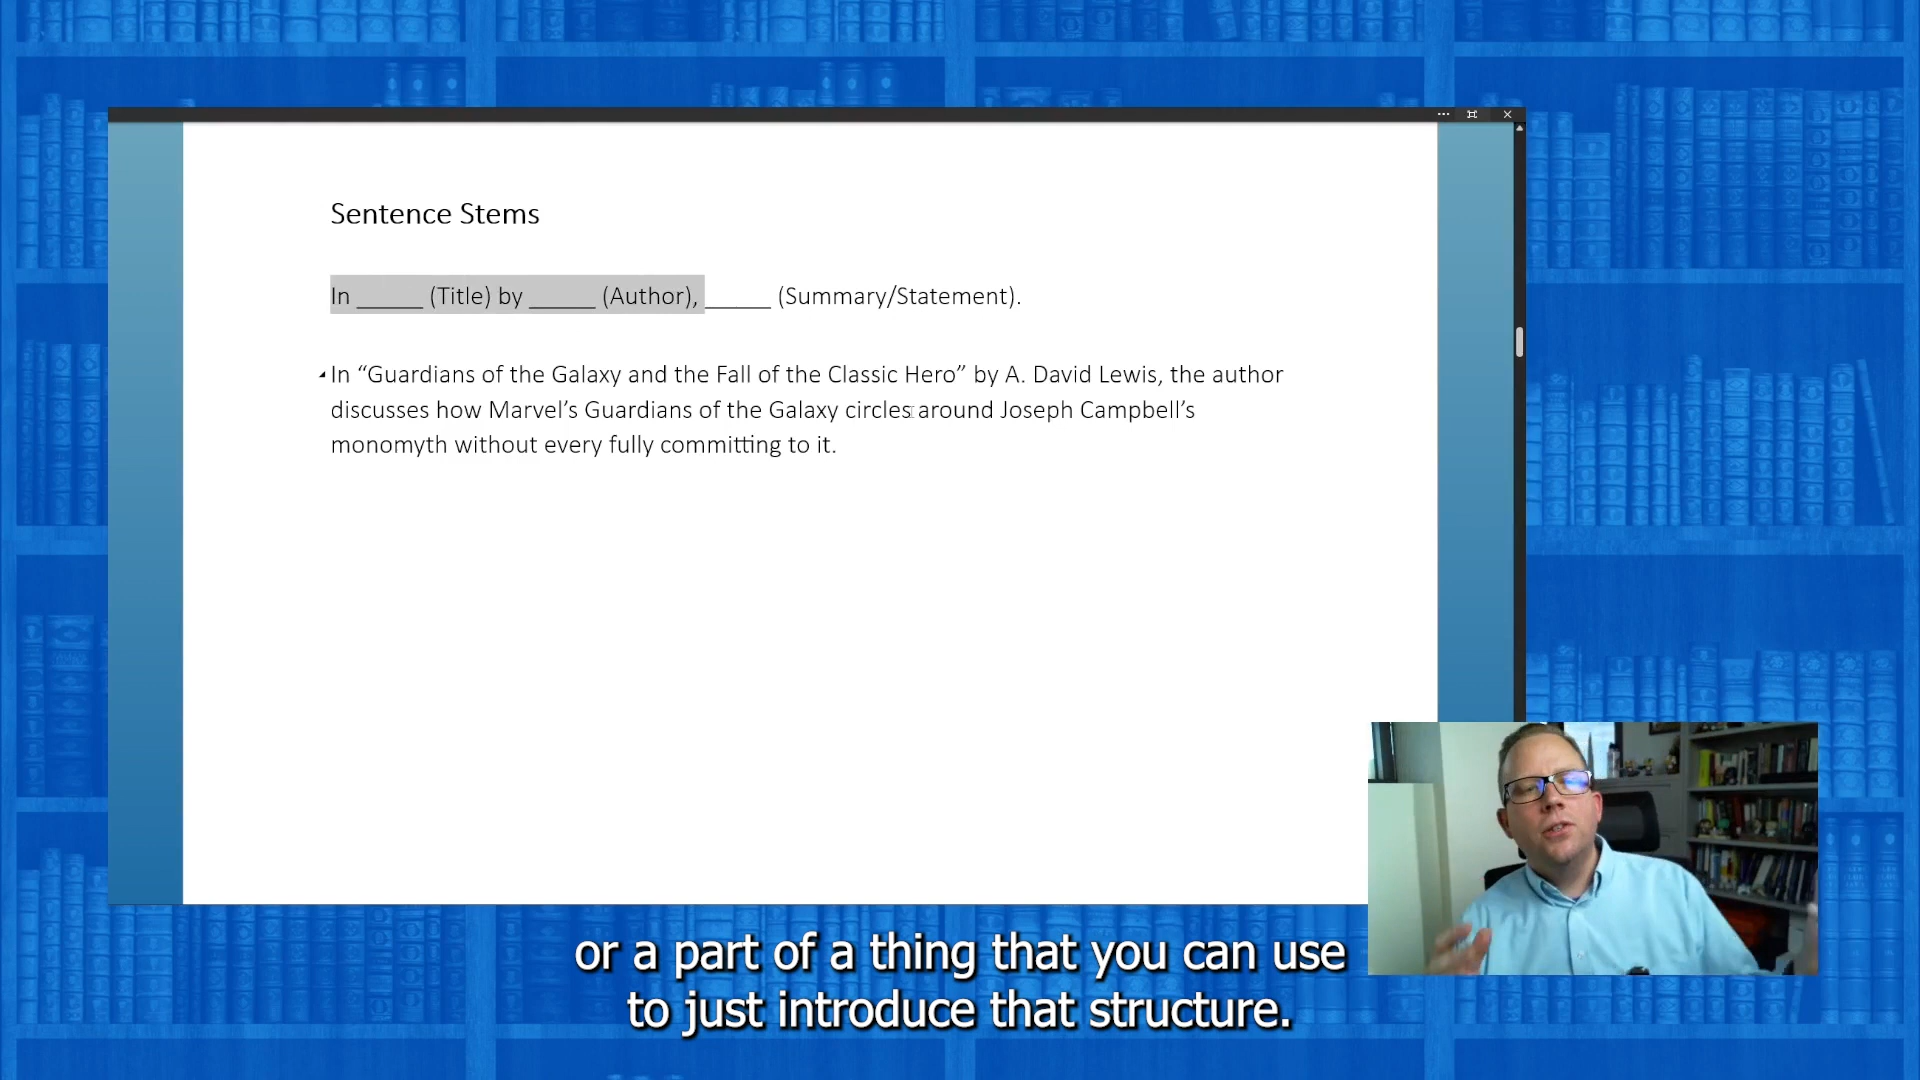 Sentence Stems
In ______ (Title) by ______ (Author), ______ (Summary/Statement).
In “Guardians of the Galaxy and the Fall of the Classic Hero” by A. David Lewis, the author
discusses how Marvel’s Guardians of the Galaxy circles around Joseph Campbell’s
monomyth without every fully committing to it.
or a part of a thing that you can use
to just introduce that structure.